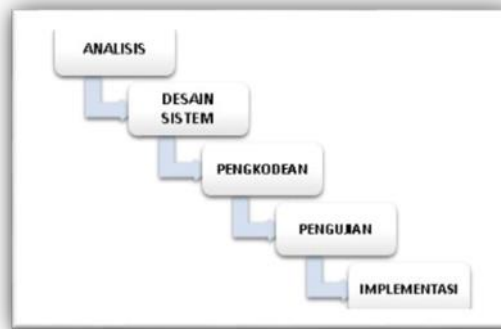 ANALISIS
DESAIN
SISTEM
PENGKODEAN
PENGUJIAN
IMPLEMENTASI